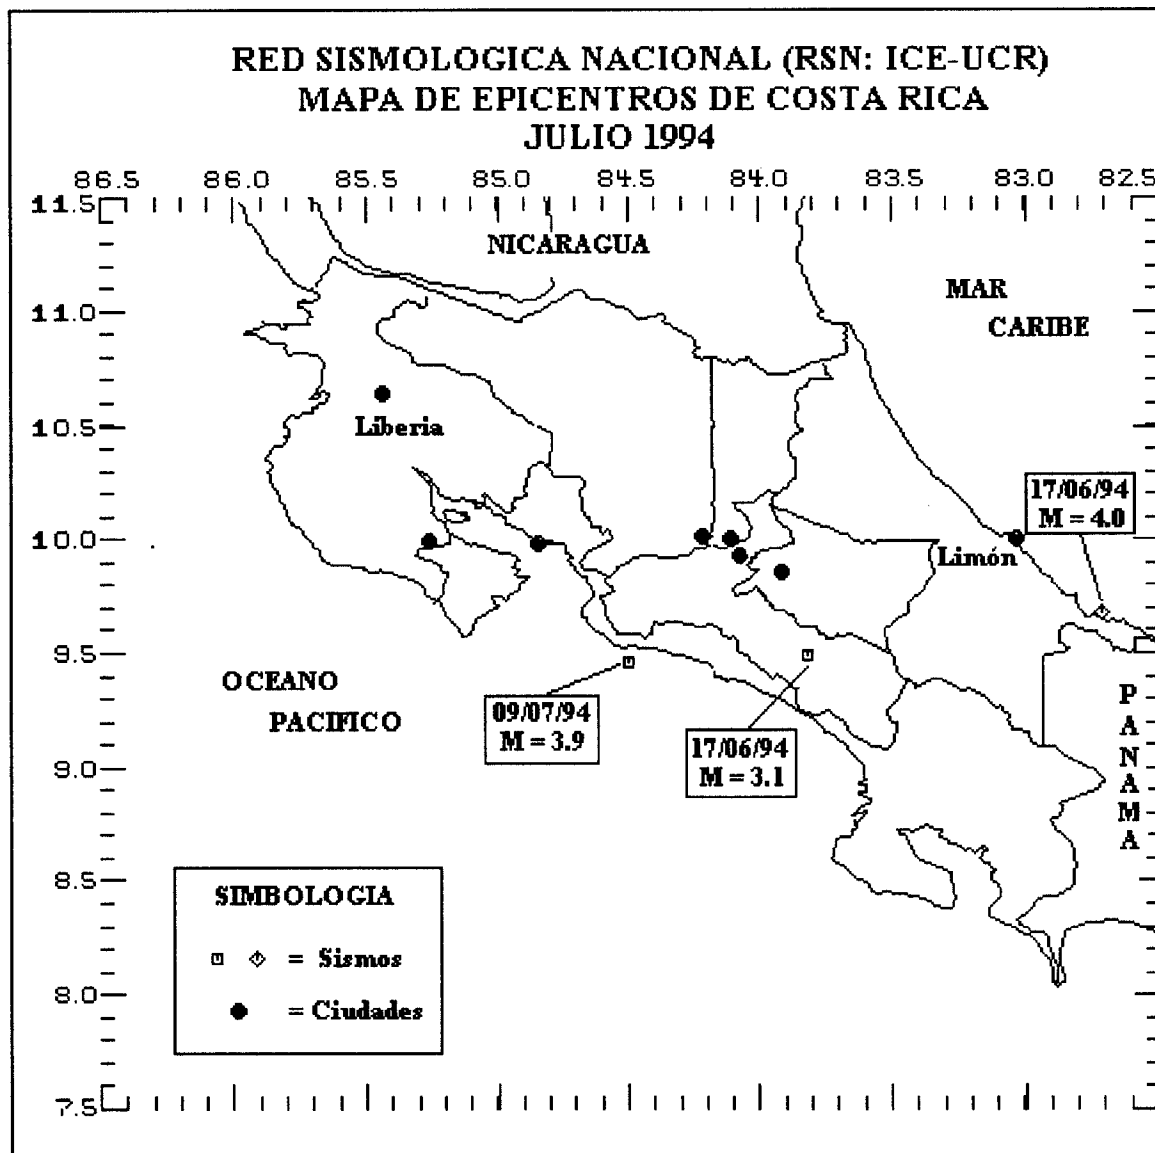 RED SISMOLOGICA NACIONAL (RSN: ICE-UCR)
MAPA DE EPICENTROS DE COSTA RICA
JULIO 1994
86.5 86.0 85.5 85.0 84.5 84.0 83.5 83.0 82.5
11.5
NICARAGUA
MAR
CARIBE
11.0
Liberia
10.5
17/06/94
M = 4.0
10.0
Limón
9.5
OCEANO
PACIFICO
09/07/94
M = 3.9
17/06/94
M = 3.1
P
A
N
A
M
A
9.0
8.5
SIMBOLOGIA
= Sismos
= Ciudades
8.0
7.5